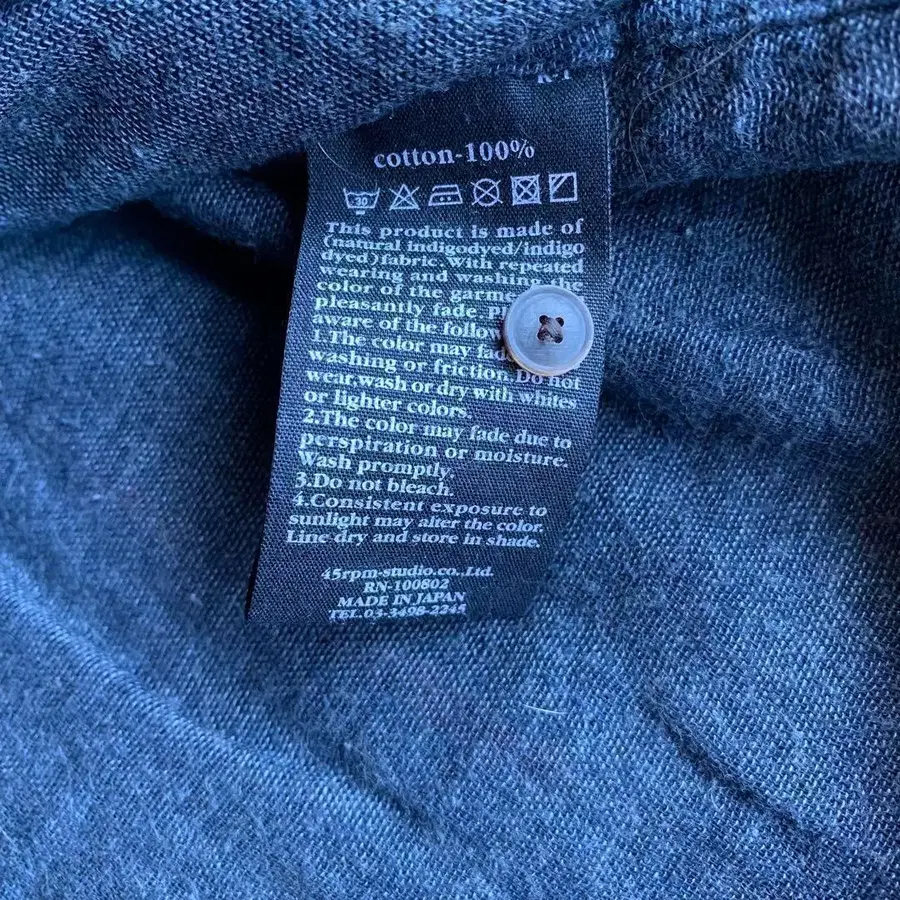 cotton-100%
30
This product is made of
(natural indigodyed/indigo
dyed)fabric. With repeated
wearing and washing, the
color of the garme
pleasantly fade.
aware of the follow
1.The color may fad
washing or friction. Do not
wear, wash or dry with whites
or lighter colors.
2.The color may fade due to
perspiration or moisture.
Wash promptly.
3.Do not bleach.
4.Consistent exposure to
sunlight may alter the color.
Line-dry and store in shade.
45rpm-studio.co.,Ltd.
RN-100802
MADE IN JAPAN
TEL.03-3498-2245